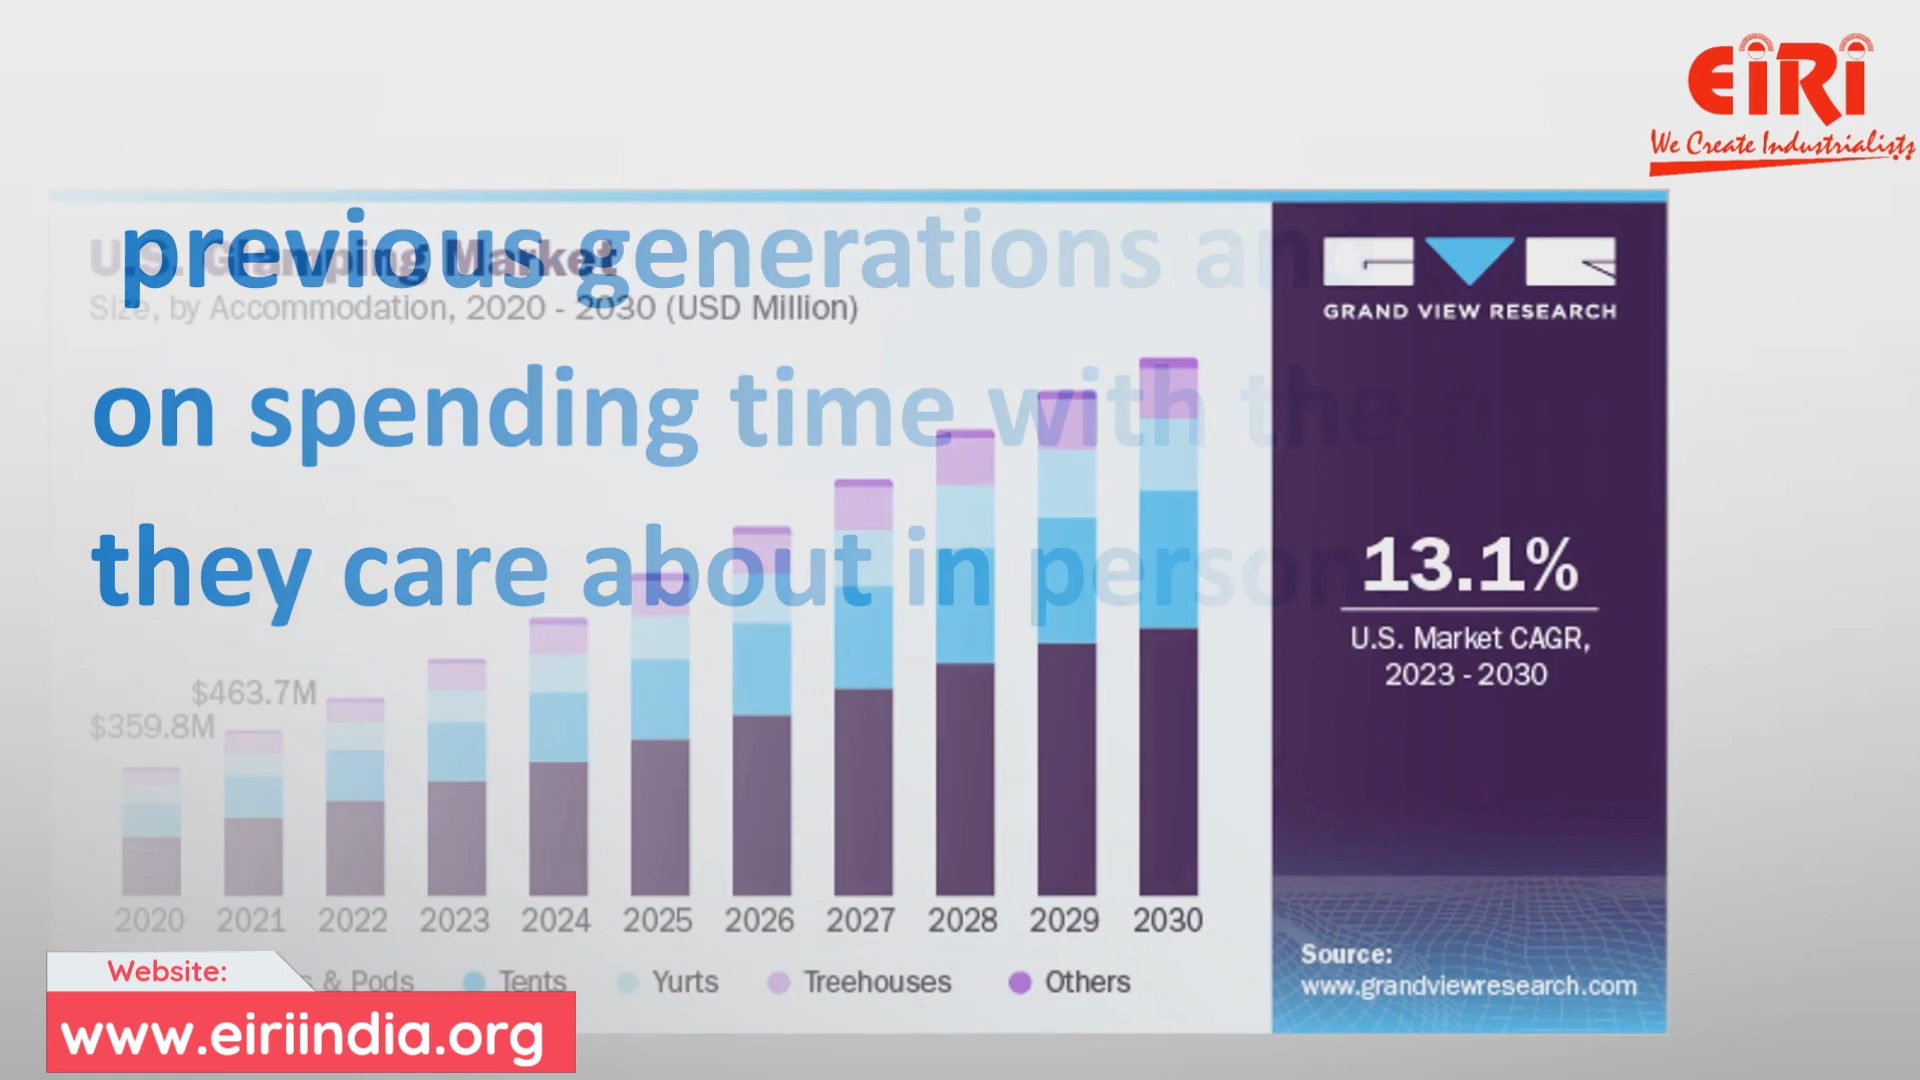 EiRi
We Create Industrialists
previous generations and
on spending time with the
they care about in person
U.S. Glamping Market
Size, by Accommodation, 2020 - 2030 (USD Million)
GRAND VIEW RESEARCH
13.1%
U.S. Market CAGR,
2023 - 2030
$463.7M
$359.8M
2020 2021 2022 2023 2024 2025 2026 2027 2028 2029 2030
& Pods Tents Yurts Treehouses Others
Source:
www.grandviewresearch.com
Website:
www.eiriindia.org